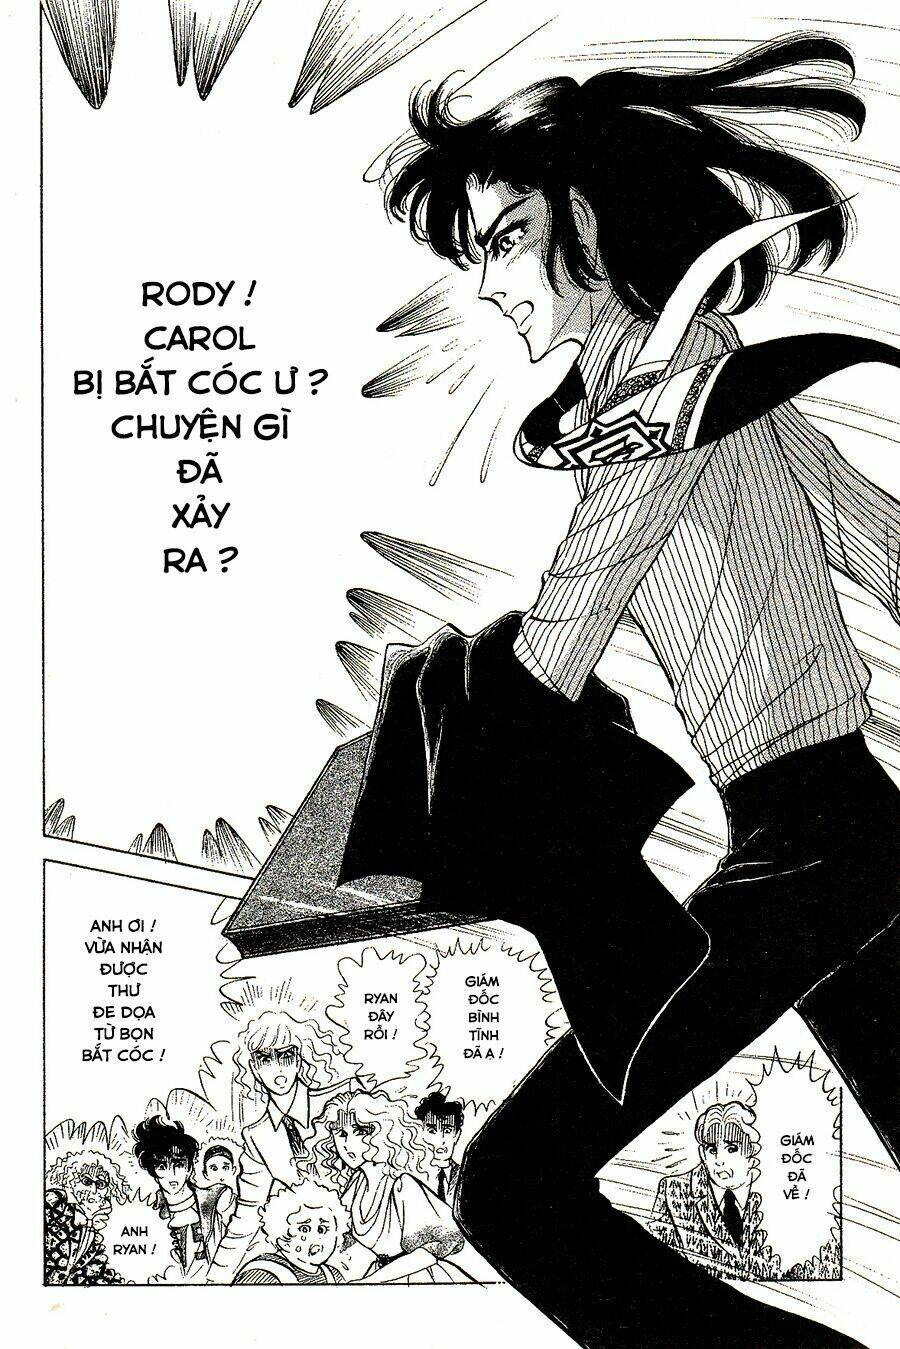 RODY !
CAROL
BỊ BẮT CÓC Ư ?
CHUYỆN GÌ
ĐÃ
XẢY
RA ?
ANH ƠI !
VỪA NHẬN
ĐƯỢC
THƯ
ĐE DỌA
TỪ BỌN
BẮT CÓC !
RYAN
ĐÂY
RỒI !
GIÁM
ĐỐC
BÌNH
TĨNH
ĐÃ Ạ !
ANH
RYAN !
GIÁM
ĐỐC
ĐÃ
VỀ !